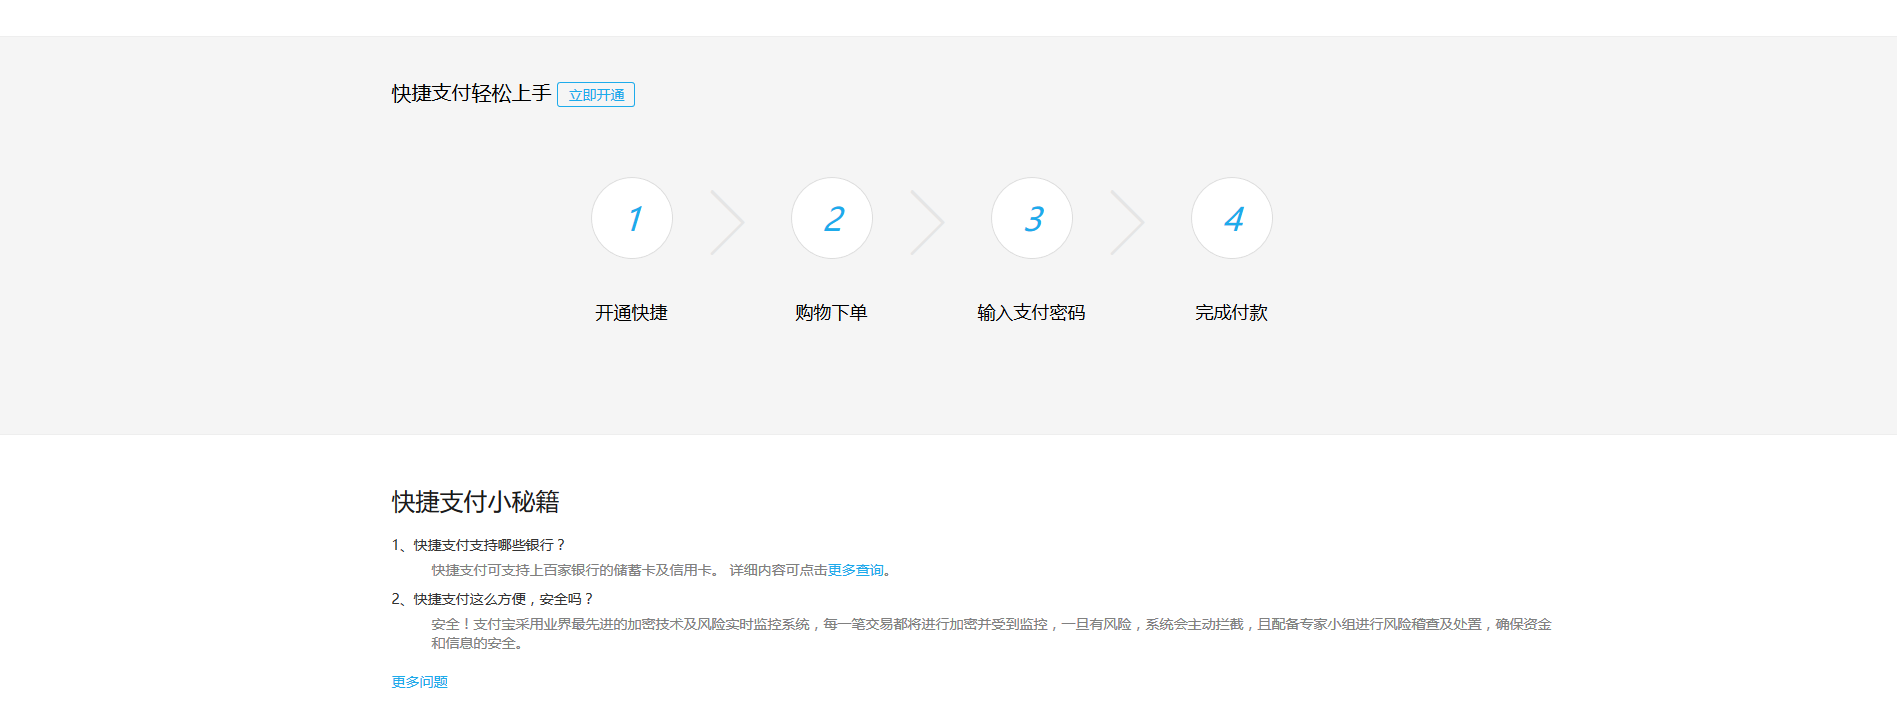 快捷支付轻松上手 立即开通
1 2 3 4
开通快捷 购物下单 输入支付密码 完成付款
快捷支付小秘籍
1、快捷支付支持哪些银行？
快捷支付可支持上百家银行的储蓄卡及信用卡。 详细内容可点击更多查询。
2、快捷支付这么方便，安全吗？
安全！支付宝采用业界最先进的加密技术及风险实时监控系统，每一笔交易都将进行加密并受到监控，一旦有风险，系统会主动拦截，且配备专家小组进行风险稽查及处置，确保资金
和信息的安全。
更多问题